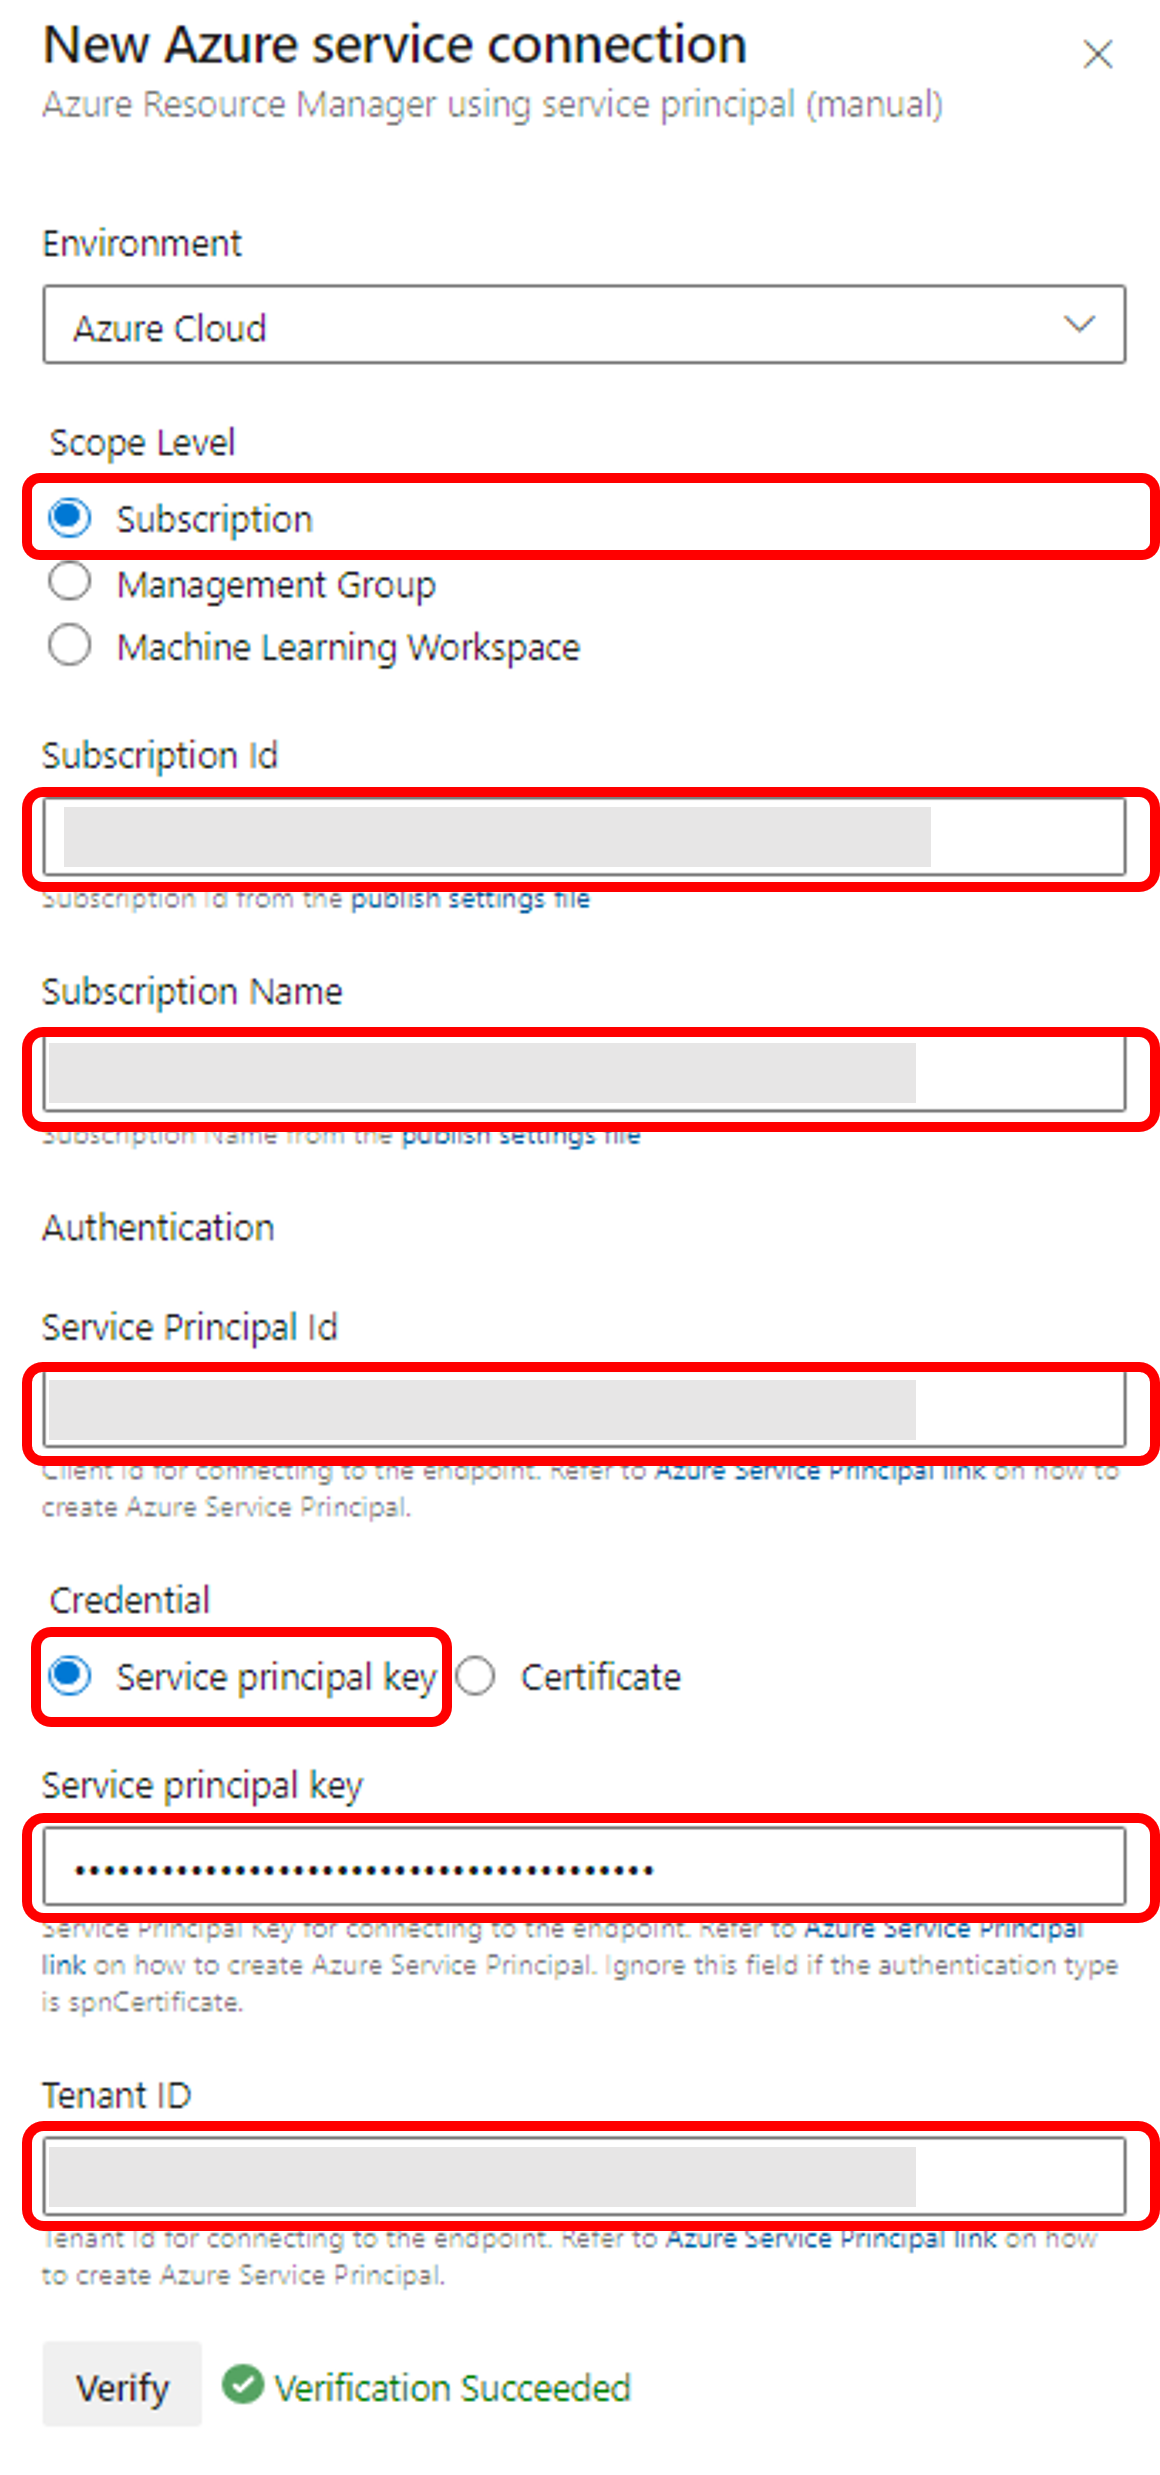 New Azure service connection
Azure Resource Manager using service principal (manual)
Environment
Azure Cloud
Scope Level
Subscription
Management Group
Machine Learning Workspace
Subscription Id
Subscription Id from the publish settings file
Subscription Name
Subscription Name from the publish settings file
Authentication
Service Principal Id
Client Id for connecting to the endpoint. Refer to Azure Service Principal link on how to
create Azure Service Principal.
Credential
Service principal key
Certificate
Service principal key
••••••••••••••••••••••••••••••••••••••••
Service Principal Key for connecting to the endpoint. Refer to Azure Service Principal
link on how to create Azure Service Principal. Ignore this field if the authentication type
is spnCertificate.
Tenant ID
Tenant Id for connecting to the endpoint. Refer to Azure Service Principal link on how
to create Azure Service Principal.
Verify
Verification Succeeded